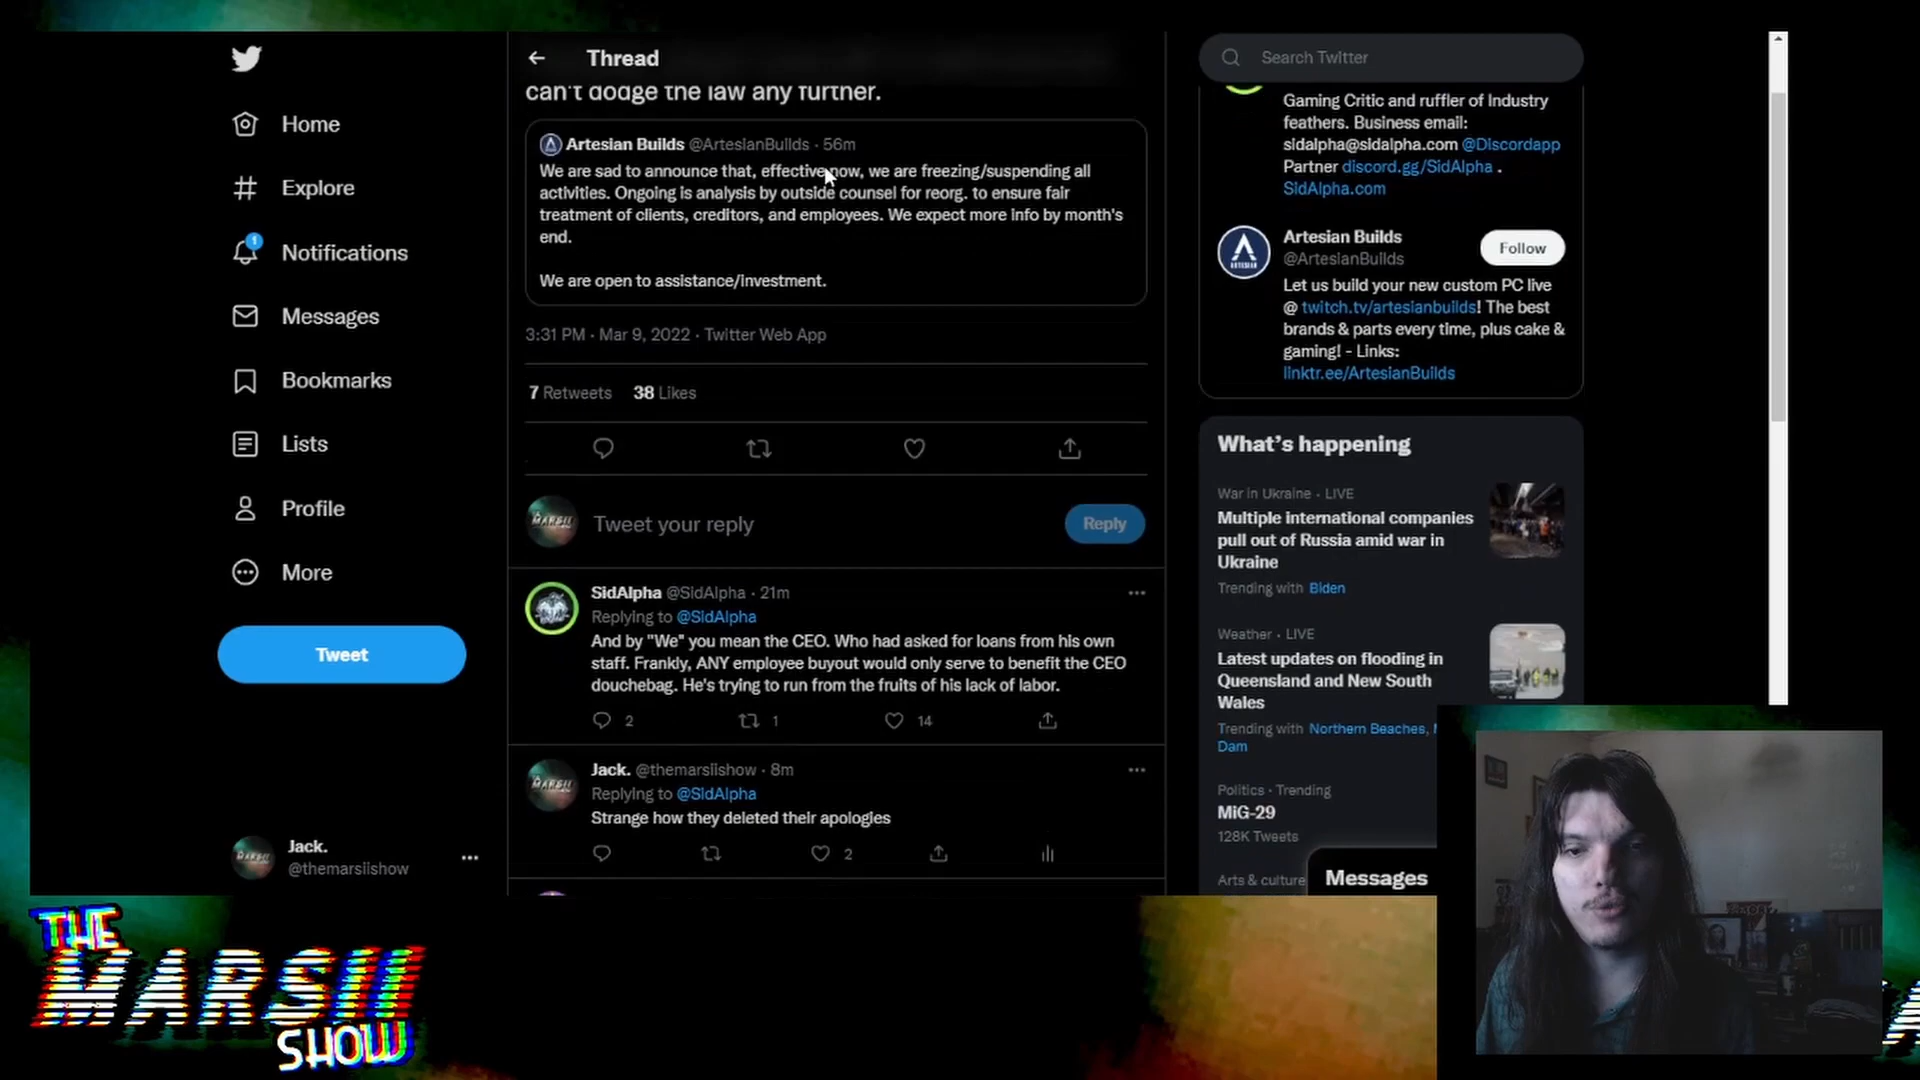 Home
Explore
1
Notifications
Messages
Bookmarks
Lists
Profile
More
Tweet
Jack.
@themarsiishow
Thread
can't dodge the law any further.
Artesian Builds @ArtesianBuilds · 56m
We are sad to announce that, effective now, we are freezing/suspending all
activities. Ongoing is analysis by outside counsel for reorg. to ensure fair
treatment of clients, creditors, and employees. We expect more info by month's
end.
We are open to assistance/investment.
3:31 PM · Mar 9, 2022 · Twitter Web App
7 Retweets 38 Likes
MARSII
Tweet your reply
Reply
SidAlpha @SidAlpha · 21m
Replying to @SidAlpha
And by "We" you mean the CEO. Who had asked for loans from his own
staff. Frankly, ANY employee buyout would only serve to benefit the CEO
douchebag. He's trying to run from the fruits of his lack of labor.
2 1 14
MARSII
Jack. @themarsiishow · 8m
Replying to @SidAlpha
Strange how they deleted their apologies
2
Search Twitter
Gaming Critic and ruffler of Industry
feathers. Business email:
sidalpha@sidalpha.com @Discordapp
Partner discord.gg/SidAlpha .
SidAlpha.com
ARTESIAN
Artesian Builds
@ArtesianBuilds
Follow
Let us build your new custom PC live
@ twitch.tv/artesianbuilds! The best
brands & parts every time, plus cake &
gaming! - Links:
linktr.ee/ArtesianBuilds
What's happening
War in Ukraine · LIVE
Multiple international companies
pull out of Russia amid war in
Ukraine
Trending with Biden
Weather · LIVE
Latest updates on flooding in
Queensland and New South
Wales
Trending with Northern Beaches,
Dam
Politics · Trending
MiG-29
128K Tweets
Arts & culture
Messages
THE
MARSII
SHOW